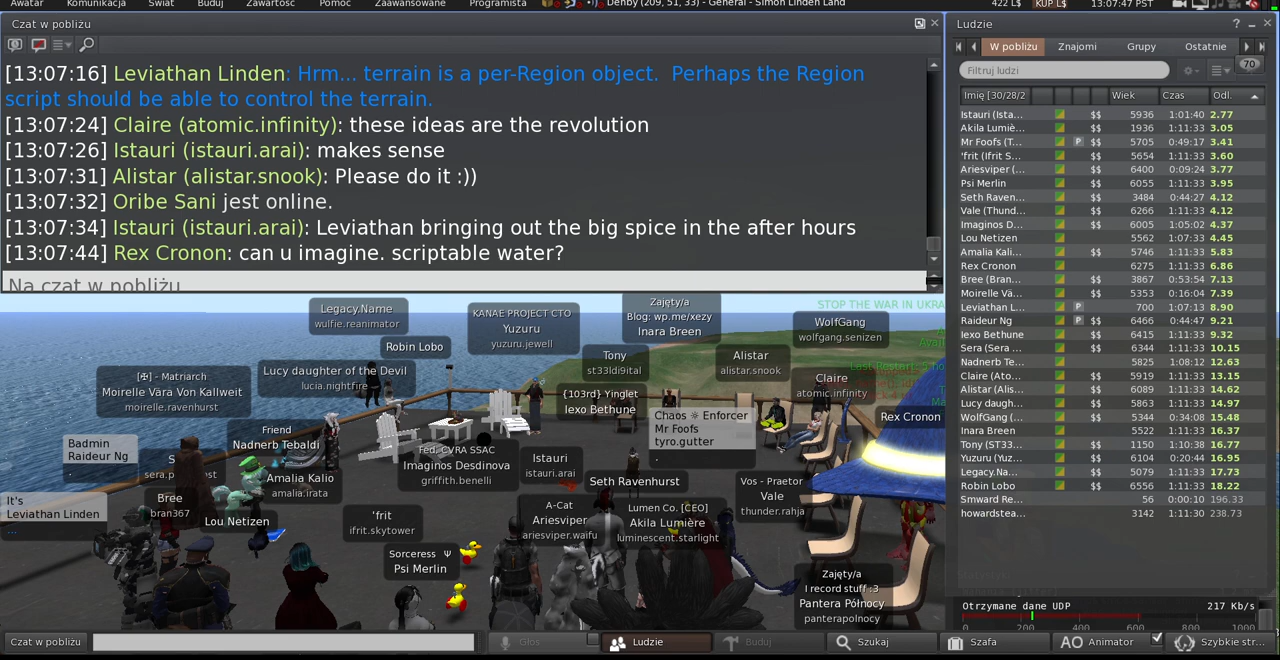 Awatar Komunikacja Świat Buduj Zawartość Pomoc Zaawansowane Programista Denby (209, 51, 33) - General - Simon Linden Land 422 L$ KUP L$ 13:07:47 PST
Czat w pobliżu
[13:07:16] Leviathan Linden: Hrm... terrain is a per-Region object. Perhaps the Region
script should be able to control the terrain.
[13:07:24] Claire (atomic.infinity): these ideas are the revolution
[13:07:26] Istauri (istauri.arai): makes sense
[13:07:31] Alistar (alistar.snook): Please do it :))
[13:07:32] Oribe Sani jest online.
[13:07:34] Istauri (istauri.arai): Leviathan bringing out the big spice in the after hours
[13:07:44] Rex Cronon: can u imagine. scriptable water?
Na czat w pobliżu
STOP THE WAR IN UKRA
Legacy.Name
wulfie.reanimator
KANAE PROJECT CTO
Yuzuru
yuzuru.jewell
Zajęty/a
Blog: wp.me/xezy
Inara Breen
WolfGang
wolfgang.senizen
Robin Lobo
Tony
st33ldi9ital
Alistar
alistar.snook
Lucy daughter of the Devil
lucia.nightfire
[✠] - Matriarch
Moirelle Vära Von Kallweit
moirelle.ravenhurst
Claire
atomic.infinity
{103rd} Yinglet
Iexo Bethune
Chaos ☼ Enforcer
Mr Foofs
tyro.gutter
.
Rex Cronon
Friend
Nadnerb Tebaldi
Badmin
Raideur Ng
.
Fed, CVRA SSAC
Imaginos Desdinova
griffith.benelli
Istauri
istauri.arai
Amalia Kalio
amalia.irata
Seth Ravenhurst
Vos - Praetor
Vale
thunder.rahja
It's
Leviathan Linden
...
Bree
bran367
Lou Netizen
'frit
ifrit.skytower
A-Cat
Ariesviper
ariesviper.waifu
Lumen Co. [CEO]
Akila Lumière
luminescent.starlight
Sorceress Ψ
Psi Merlin
Zajęty/a
I record stuff :3
Pantera Północy
panterapolnocy
Ludzie
W pobliżu Znajomi Grupy Ostatnie
Filtruj ludzi
70
Imię [30/28/2 Wiek Czas Odl.
Istauri (Ista... $$ 5936 1:01:40 2.77
Akila Lumiè... $$ 1936 1:11:33 3.05
Mr Foofs (T... P $$ 5705 0:49:17 3.41
'frit (Ifrit S... $$ 5654 1:11:33 3.60
Ariesviper (... $$ 6400 0:09:24 3.77
Psi Merlin $$ 6055 1:11:33 3.95
Seth Raven... $$ 3484 0:44:27 4.12
Vale (Thund... $$ 6266 1:11:33 4.12
Imaginos D... $$ 6005 1:05:02 4.37
Lou Netizen 5562 1:07:33 4.45
Amalia Kali... $$ 5746 1:11:33 5.83
Rex Cronon 6275 1:11:33 6.86
Bree (Bran... $$ 3867 0:53:54 7.13
Moirelle Vä... $$ 5353 0:16:04 7.39
Leviathan L... P 700 1:07:13 8.90
Raideur Ng P $$ 6466 0:44:47 9.21
Iexo Bethune $$ 6415 1:11:33 9.32
Sera (Sera ... $$ 6344 1:11:33 10.15
Nadnerb Te... 5825 1:08:12 12.63
Claire (Ato... $$ 5919 1:11:33 13.15
Alistar (Alis... $$ 6089 1:11:33 14.62
Lucy daugh... $$ 5863 1:11:33 14.97
WolfGang (... $$ 5344 0:34:08 15.48
Inara Breen 5522 1:11:33 16.37
Tony (ST33... $$ 1150 1:10:38 16.77
Yuzuru (Yuz... $$ 6104 0:20:44 16.95
Legacy.Na... $$ 5079 1:11:33 17.73
Robin Lobo $$ 6556 1:11:33 18.22
Smward Re... 56 0:00:10 196.33
howardstea... 3142 1:11:30 238.73
Otrzymane dane UDP 217 Kb/s
0 200 600 800 1000
Czat w pobliżu Głos Ludzie Buduj Szukaj Szafa AO Animator Szybkie str...